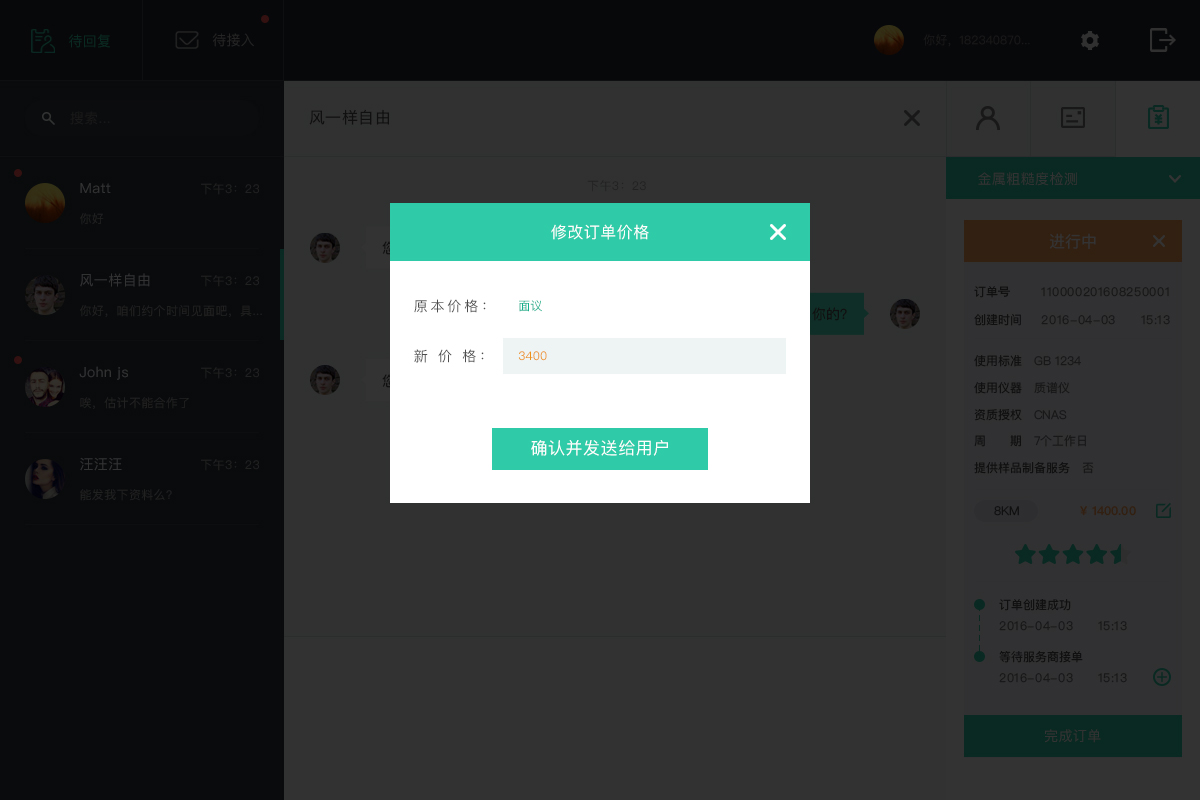 待回复
待接入
你好，182340870...
搜索...
Matt
下午3：23
你好
风一样自由
下午3：23
你好，咱们约个时间见面吧，真...
John js
下午3：23
嘿，估计不能合作了
汪汪汪
下午3：23
能发我下资料么？
风一样自由
下午3：23
你的?
修改订单价格
原本价格：
面议
新 价 格：
3400
确认并发送给用户
金属粗糙度检测
进行中
订单号 110000201608250001
创建时间 2016-04-03 15:13
使用标准 GB 1234
使用仪器 质谱仪
资质授权 CNAS
周 期 7个工作日
提供样品制备服务 否
8KM
¥ 1400.00
订单创建成功
2016-04-03 15:13
等待服务商接单
2016-04-03 15:13
完成订单